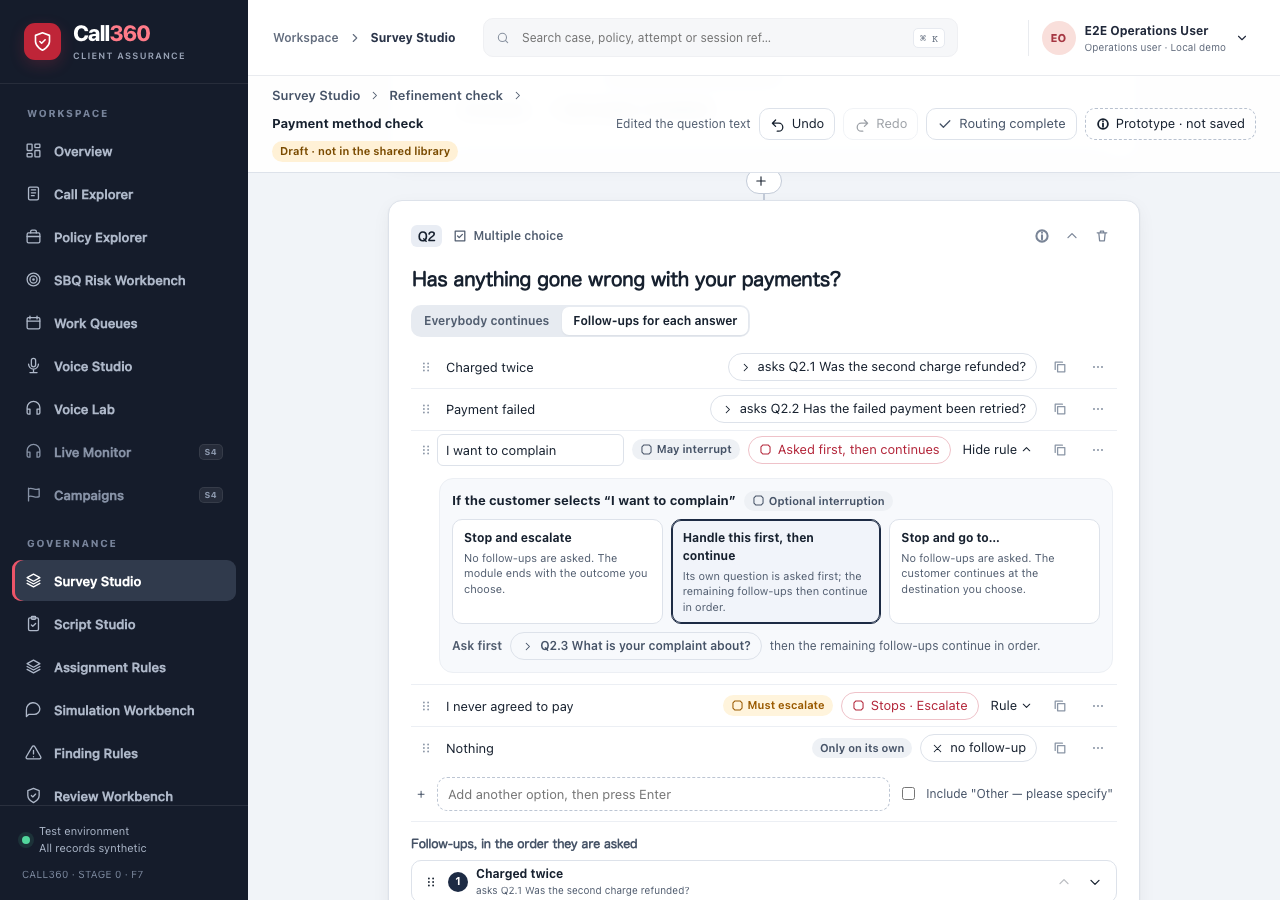 Call360
CLIENT ASSURANCE
WORKSPACE
Overview
Call Explorer
Policy Explorer
SBQ Risk Workbench
Work Queues
Voice Studio
Voice Lab
Live Monitor S4
Campaigns S4
GOVERNANCE
Survey Studio
Script Studio
Assignment Rules
Simulation Workbench
Finding Rules
Review Workbench
Test environment
All records synthetic
CALL360 · STAGE 0 · F7
Workspace > Survey Studio
Search case, policy, attempt or session ref...
⌘ K
EO
E2E Operations User
Operations user · Local demo
Survey Studio > Refinement check >
Payment method check
Draft · not in the shared library
Edited the question text
Undo
Redo
Routing complete
Prototype · not saved
+
Q2 Multiple choice
Has anything gone wrong with your payments?
Everybody continues Follow-ups for each answer
Charged twice > asks Q2.1 Was the second charge refunded? ...
Payment failed > asks Q2.2 Has the failed payment been retried? ...
I want to complain May interrupt Asked first, then continues Hide rule ...
If the customer selects “I want to complain” Optional interruption
Stop and escalate
No follow-ups are asked. The
module ends with the outcome you
choose.
Handle this first, then
continue
Its own question is asked first; the
remaining follow-ups then continue
in order.
Stop and go to...
No follow-ups are asked. The
customer continues at the
destination you choose.
Ask first > Q2.3 What is your complaint about? then the remaining follow-ups continue in order.
I never agreed to pay Must escalate Stops · Escalate Rule ...
Nothing Only on its own × no follow-up ...
+ Add another option, then press Enter Include "Other — please specify"
Follow-ups, in the order they are asked
1 Charged twice
asks Q2.1 Was the second charge refunded?